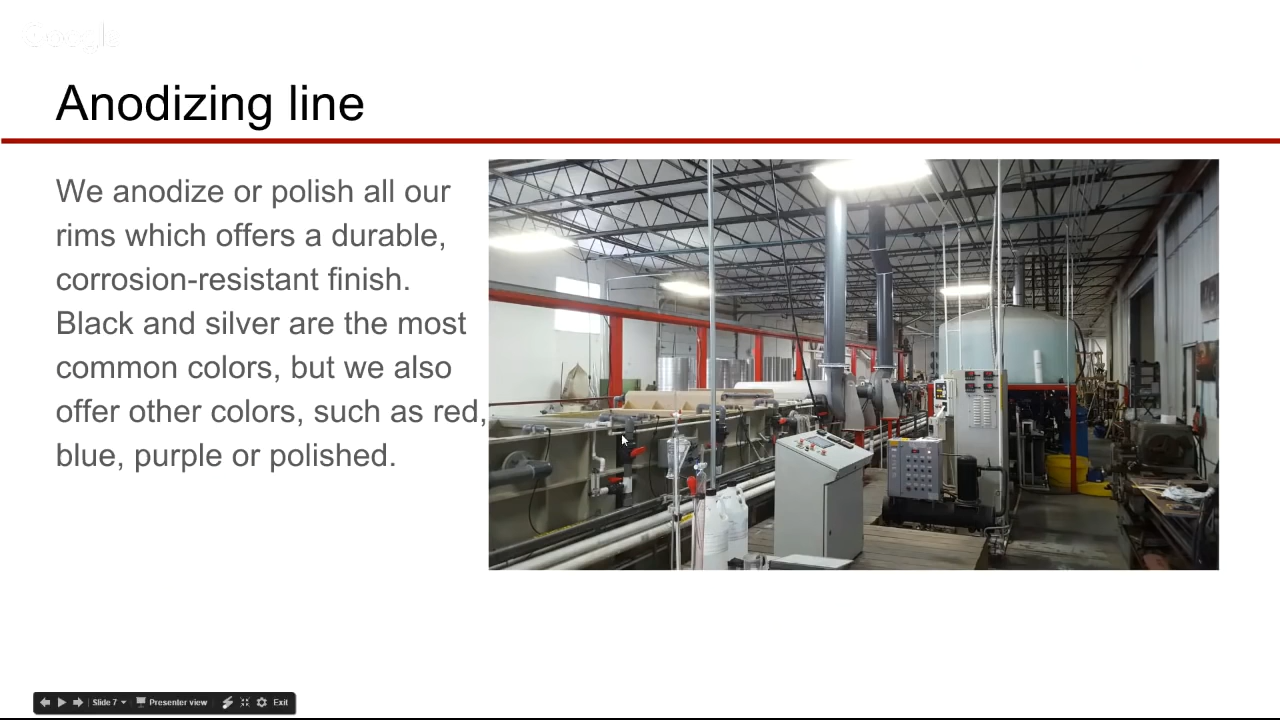 Google
Anodizing line
We anodize or polish all our
rims which offers a durable,
corrosion-resistant finish.
Black and silver are the most
common colors, but we also
offer other colors, such as red,
blue, purple or polished.
Slide 7
Presenter view
Exit